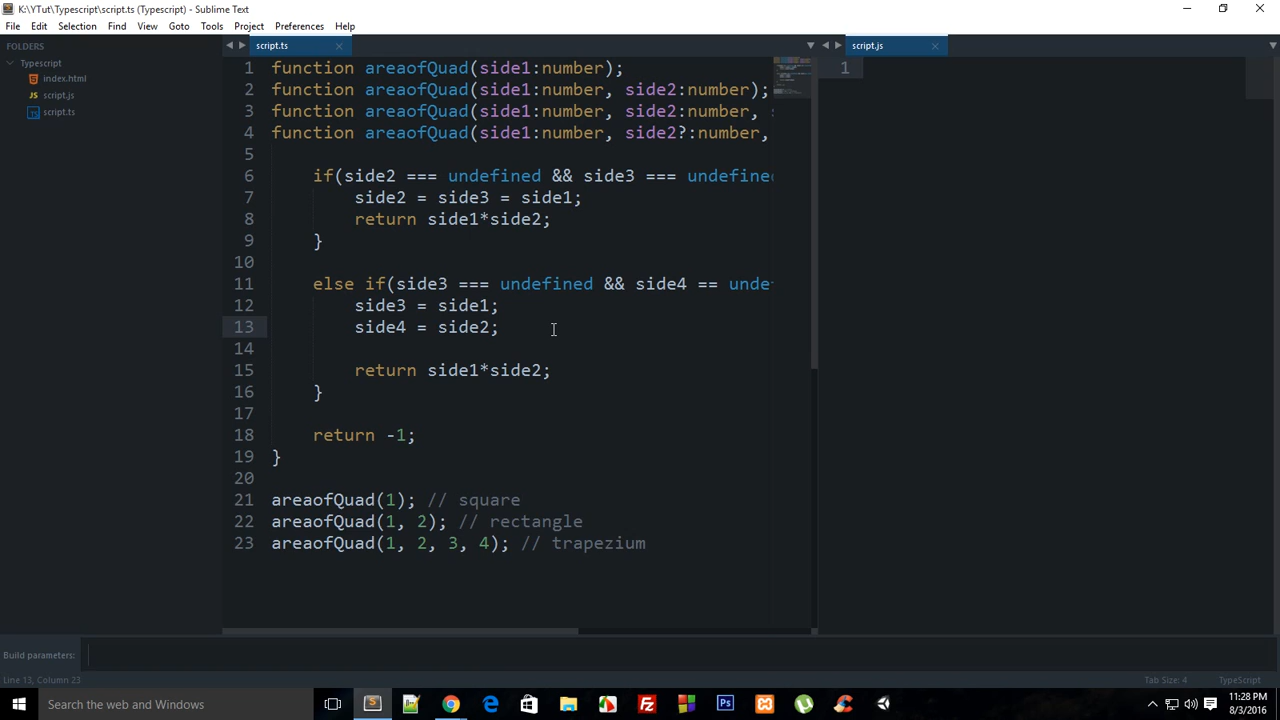 K:\YTut\Typescript\script.ts (Typescript) - Sublime Text
File Edit Selection Find View Goto Tools Project Preferences Help
FOLDERS
Typescript
index.html
script.js
script.ts
script.ts
script.js
1 function areaofQuad(side1:number);
2 function areaofQuad(side1:number, side2:number);
3 function areaofQuad(side1:number, side2:number,
4 function areaofQuad(side1:number, side2?:number,
5
6 if(side2 === undefined && side3 === undefined
7 side2 = side3 = side1;
8 return side1*side2;
9 }
10
11 else if(side3 === undefined && side4 == unde
12 side3 = side1;
13 side4 = side2;
14
15 return side1*side2;
16 }
17
18 return -1;
19 }
20
21 areaofQuad(1); // square
22 areaofQuad(1, 2); // rectangle
23 areaofQuad(1, 2, 3, 4); // trapezium
1
Build parameters:
Line 13, Column 23
Tab Size: 4
TypeScript
Search the web and Windows
11:28 PM
8/3/2016